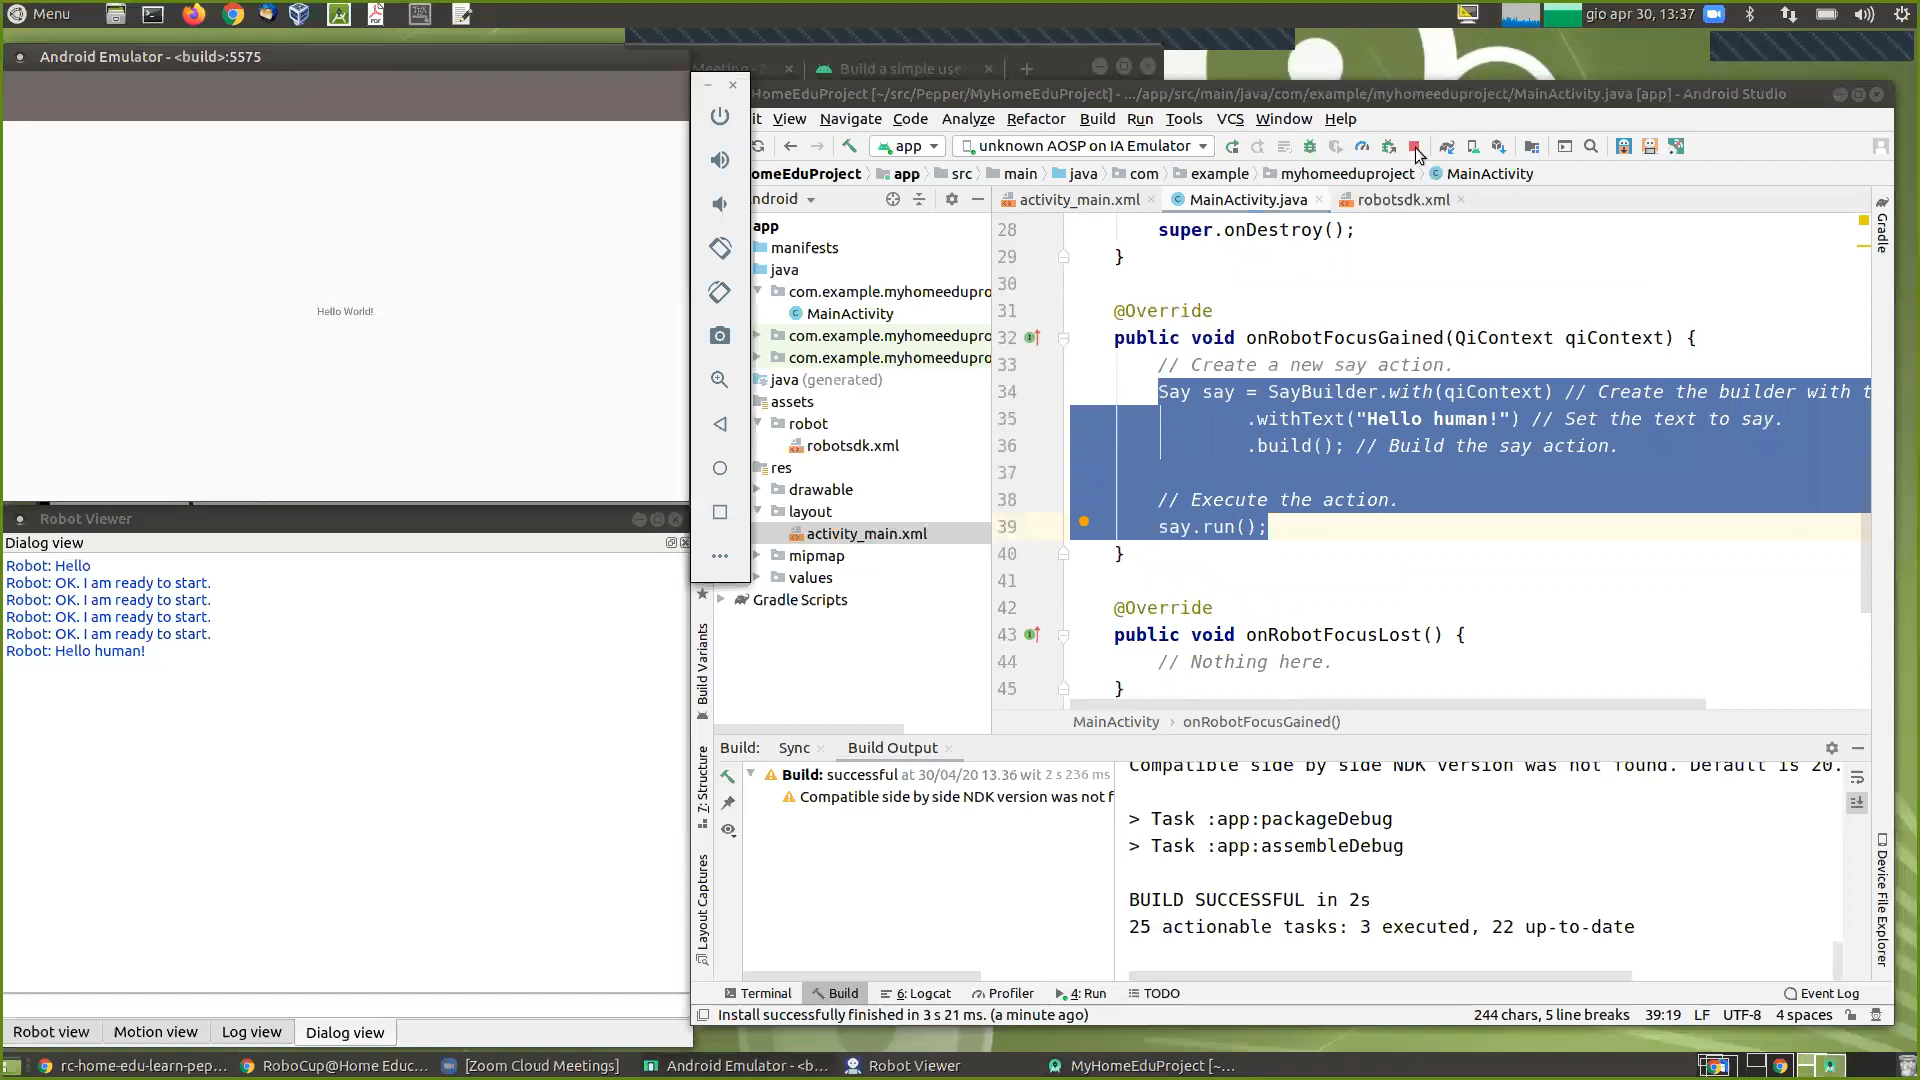 Menu
gio apr 30, 13:37
Android Emulator - <build>:5575
Hello World!
Robot Viewer
Dialog view
Robot: Hello
Robot: OK. I am ready to start.
Robot: OK. I am ready to start.
Robot: OK. I am ready to start.
Robot: OK. I am ready to start.
Robot: Hello human!
Robot view
Motion view
Log view
Dialog view
Meeting - Z
Build a simple use
HomeEduProject [~/src/Pepper/MyHomeEduProject] - .../app/src/main/java/com/example/myhomeeduproject/MainActivity.java [app] - Android Studio
it View Navigate Code Analyze Refactor Build Run Tools VCS Window Help
app
unknown AOSP on IA Emulator
omeEduProject app src main java com example myhomeeduproject MainActivity
ndroid
activity_main.xml
MainActivity.java
robotsdk.xml
app
manifests
java
com.example.myhomeedupro
MainActivity
com.example.myhomeedupro
com.example.myhomeedupro
java (generated)
assets
robot
robotsdk.xml
res
drawable
layout
activity_main.xml
mipmap
values
Gradle Scripts
28 super.onDestroy();
29 }
30
31 @Override
32 public void onRobotFocusGained(QiContext qiContext) {
33 // Create a new say action.
34 Say say = SayBuilder.with(qiContext) // Create the builder with t
35 .withText("Hello human!") // Set the text to say.
36 .build(); // Build the say action.
37
38 // Execute the action.
39 say.run();
40 }
41
42 @Override
43 public void onRobotFocusLost() {
44 // Nothing here.
45 }
MainActivity › onRobotFocusGained()
Gradle
Device File Explorer
Build Variants
7: Structure
Layout Captures
Build: Sync Build Output
Build: successful at 30/04/20 13.36 wit 2 s 236 ms
Compatible side by side NDK version was not f
Compatible side by side NDK version was not found. Default is 20.
> Task :app:packageDebug
> Task :app:assembleDebug
BUILD SUCCESSFUL in 2s
25 actionable tasks: 3 executed, 22 up-to-date
Terminal
Build
6: Logcat
Profiler
4: Run
TODO
Event Log
Install successfully finished in 3 s 21 ms. (a minute ago)
244 chars, 5 line breaks 39:19 LF UTF-8 4 spaces
rc-home-edu-learn-pep...
RoboCup@Home Educ...
[Zoom Cloud Meetings]
Android Emulator - <b...
Robot Viewer
MyHomeEduProject [~...